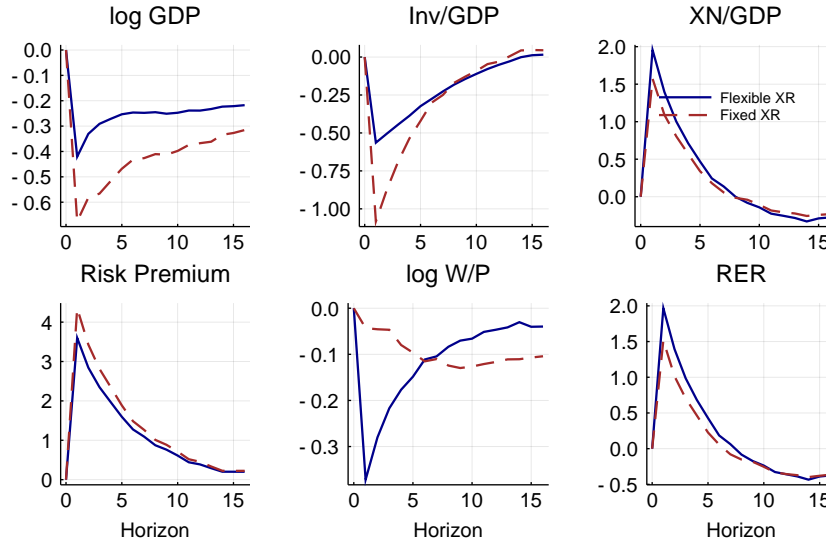 log GDP
Inv/GDP
XN/GDP
0.0
- 0.1
- 0.2
- 0.3
- 0.4
- 0.5
- 0.6
0 5 10 15
0.00
- 0.25
- 0.50
- 0.75
- 1.00
0 5 10 15
2.0
1.5
1.0
0.5
0.0
0 5 10 15
Flexible XR
Fixed XR
Risk Premium
log W/P
RER
4
3
2
1
0
0 5 10 15
Horizon
0.0
- 0.1
- 0.2
- 0.3
0 5 10 15
Horizon
2.0
1.5
1.0
0.5
0.0
- 0.5
0 5 10 15
Horizon